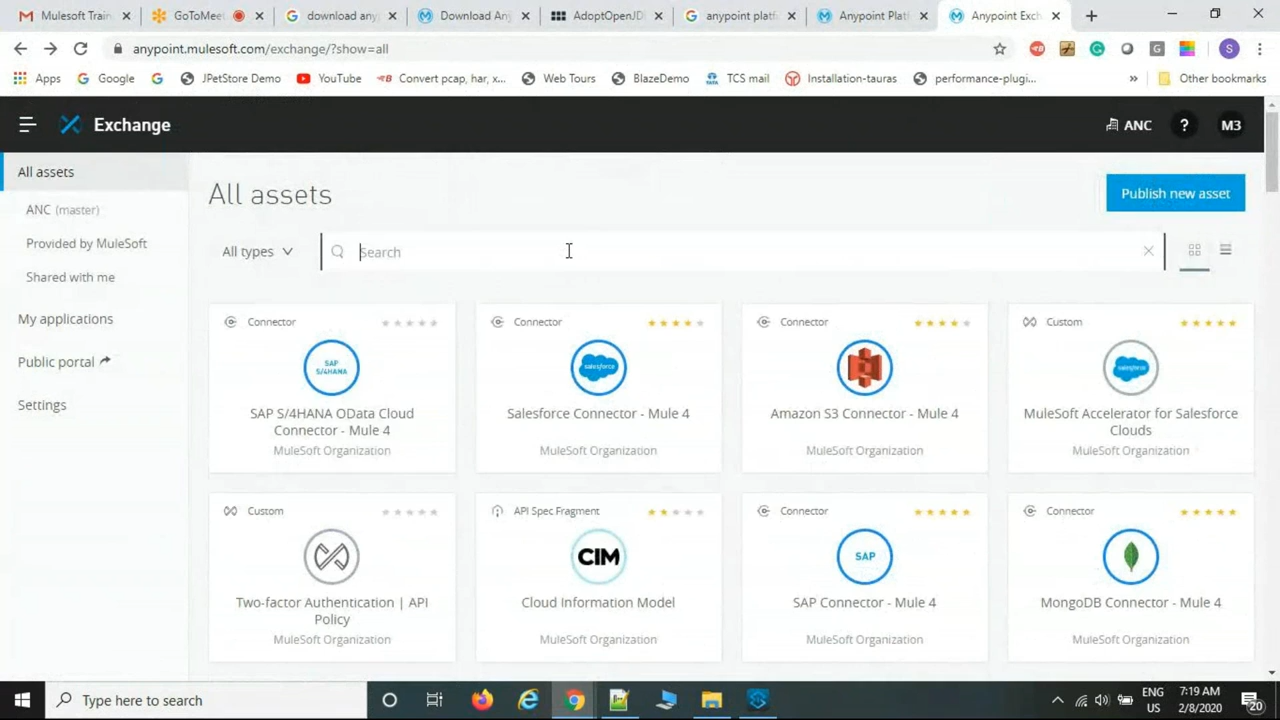 Mulesoft Train
GoToMeet
download any
Download Any
AdoptOpenJD
anypoint platf
Anypoint Platf
Anypoint Exch
anypoint.mulesoft.com/exchange/?show=all
G
S
Apps
Google
JPetStore Demo
YouTube
Convert pcap, har, x...
Web Tours
BlazeDemo
TCS mail
Installation-tauras
performance-plugi...
»
Other bookmarks
Exchange
ANC
?
M3
All assets
ANC (master)
Provided by MuleSoft
Shared with me
My applications
Public portal
Settings
All assets
Publish new asset
All types
Search
Connector
SAP S/4HANA
SAP S/4HANA OData Cloud
Connector - Mule 4
MuleSoft Organization
Connector
salesforce
Salesforce Connector - Mule 4
MuleSoft Organization
Connector
Amazon S3 Connector - Mule 4
MuleSoft Organization
Custom
salesforce
MuleSoft Accelerator for Salesforce
Clouds
MuleSoft Organization
Custom
Two-factor Authentication | API
Policy
MuleSoft Organization
API Spec Fragment
CIM
Cloud Information Model
MuleSoft Organization
Connector
SAP
SAP Connector - Mule 4
MuleSoft Organization
Connector
MongoDB Connector - Mule 4
MuleSoft Organization
Type here to search
ENG
US
7:19 AM
2/8/2020
20